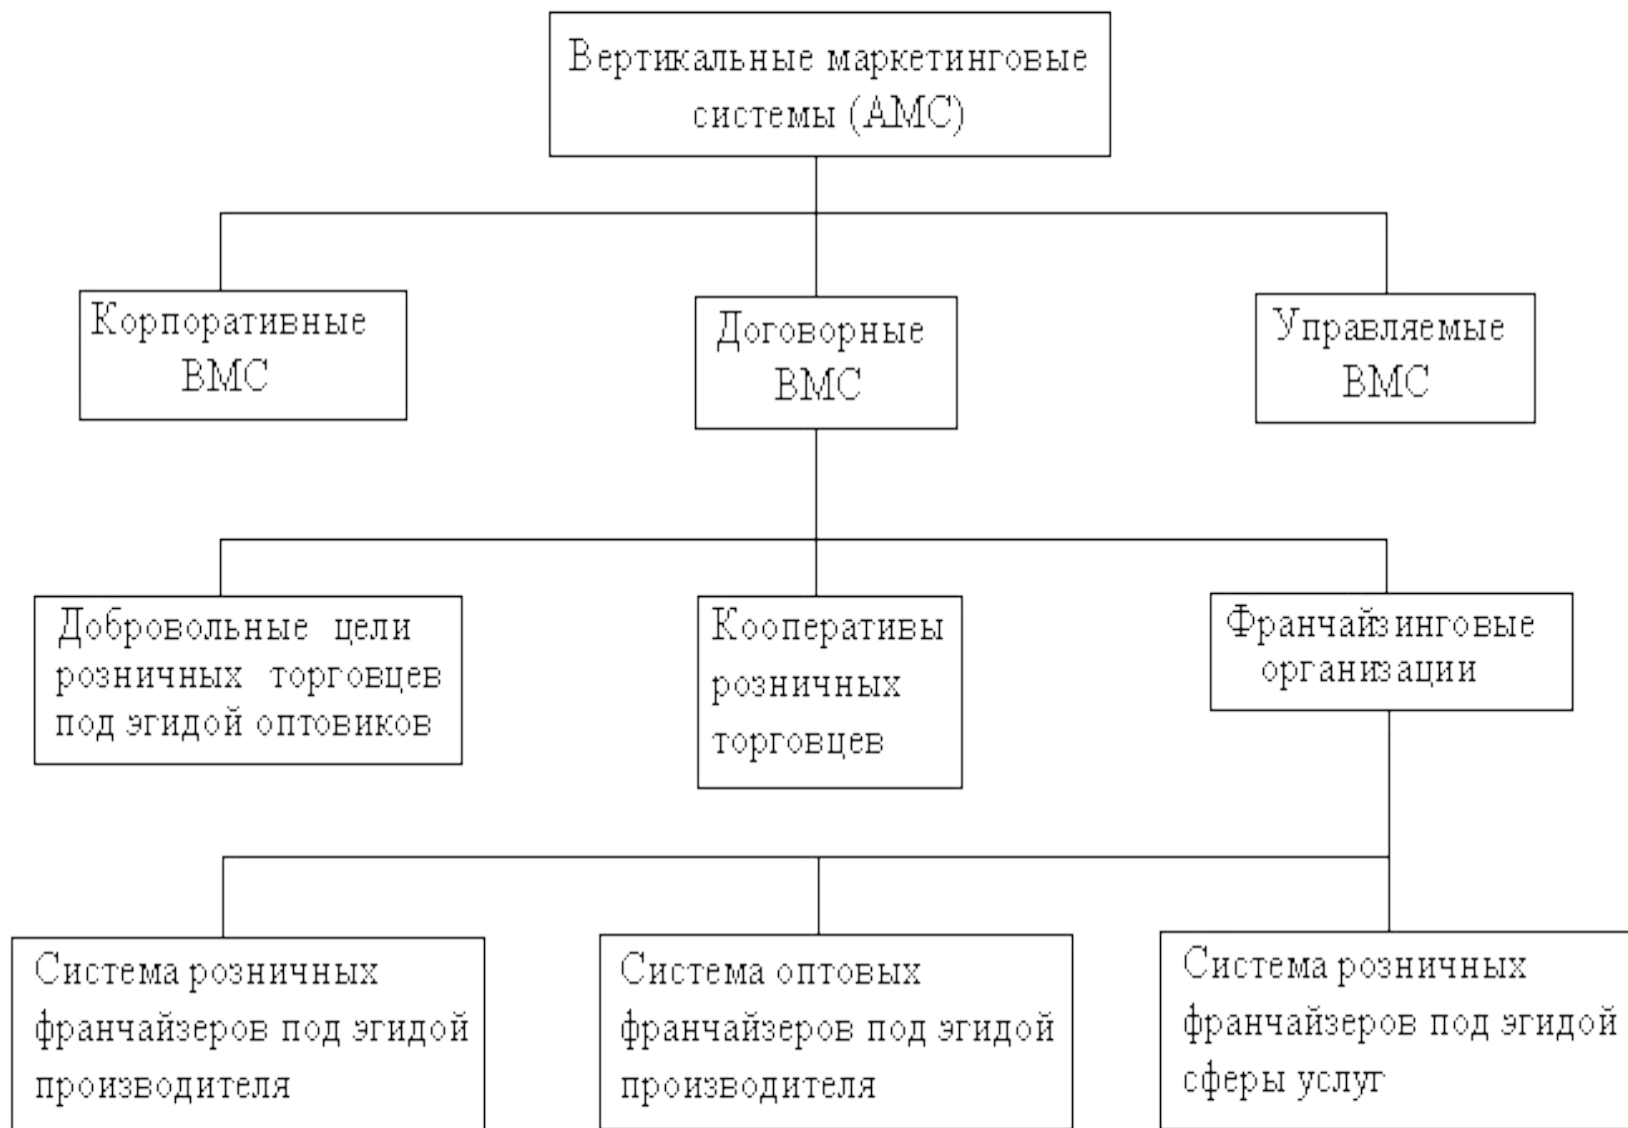 Вертикальные маркетинговые
системы (АМС)
Корпоративные
ВМС
Договорные
ВМС
Управляемые
ВМС
Добровольные цели
розничных торговцев
под эгидой оптовиков
Кооперативы
розничных
торговцев
Франчайзинговые
организации
Система розничных
франчайзеров под эгидой
производителя
Система оптовых
франчайзеров под эгидой
производителя
Система розничных
франчайзеров под эгидой
сферы услуг